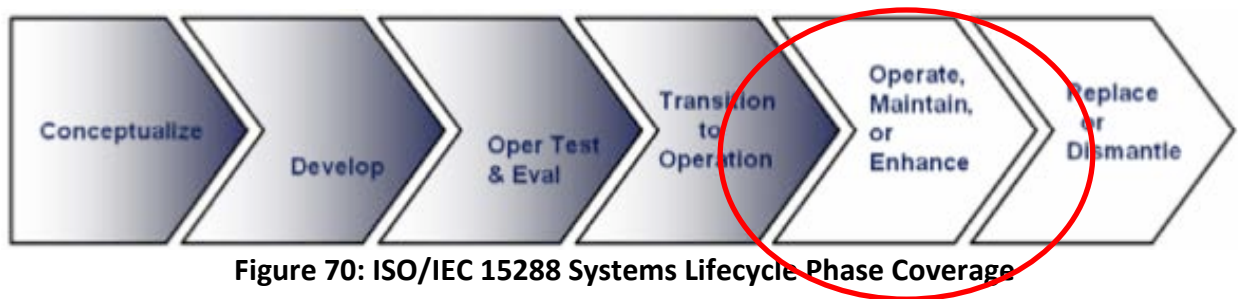 Conceptualize
Develop
Oper Test
& Eval
Transition
to
Operation
Operate,
Maintain,
or
Enhance
Replace
or
Dismantle
Figure 70: ISO/IEC 15288 Systems Lifecycle Phase Coverage